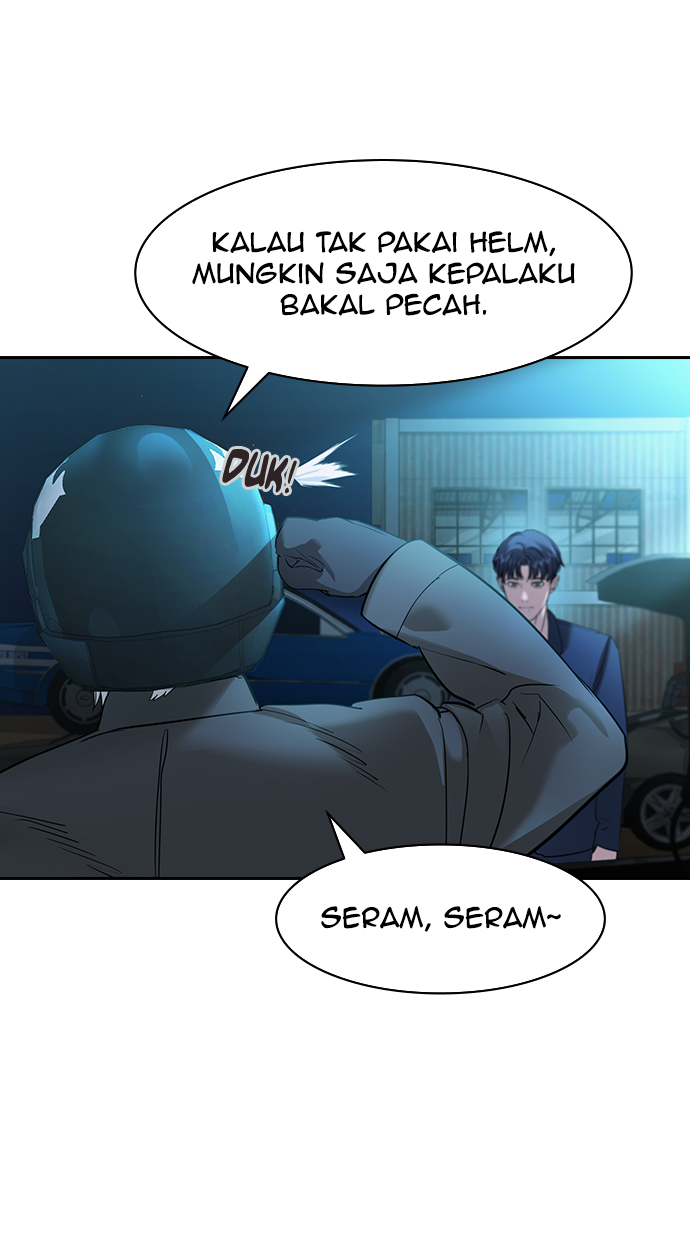 KALAU TAK PAKAI HELM,
MUNGKIN SAJA KEPALAKU
BAKAL PECAH.
DUK!
SERAM, SERAM~